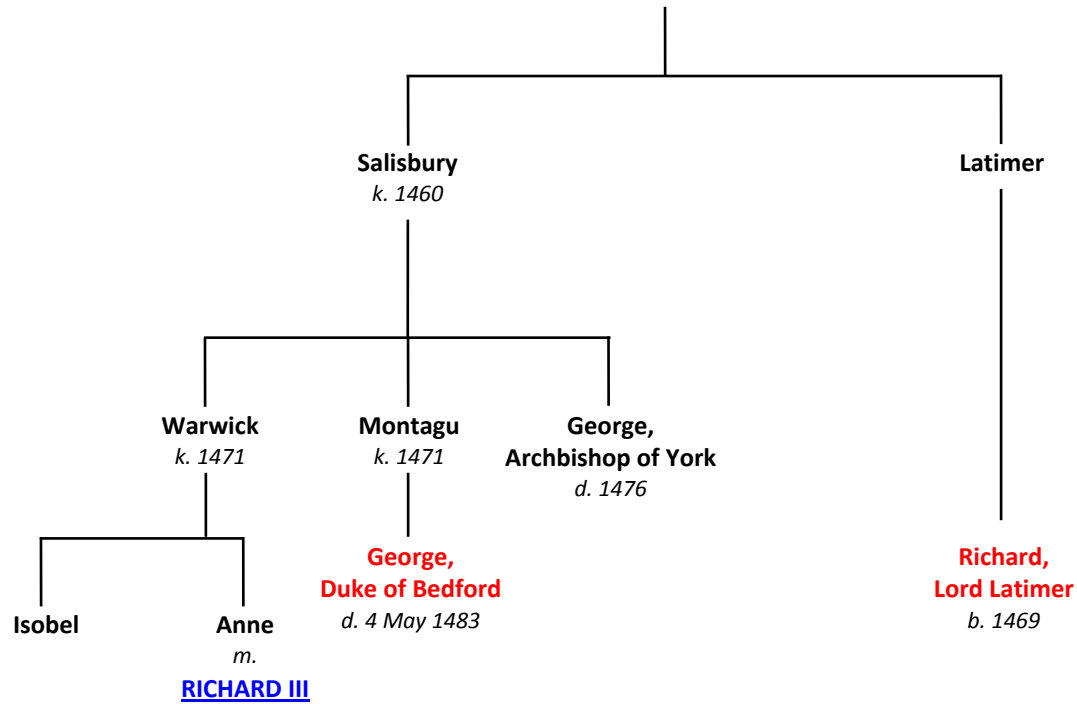 Salisbury
k. 1460
Latimer
Warwick
k. 1471
Montagu
k. 1471
George,
Archbishop of York
d. 1476
Isobel
Anne
m.
RICHARD III
George,
Duke of Bedford
d. 4 May 1483
Richard,
Lord Latimer
b. 1469